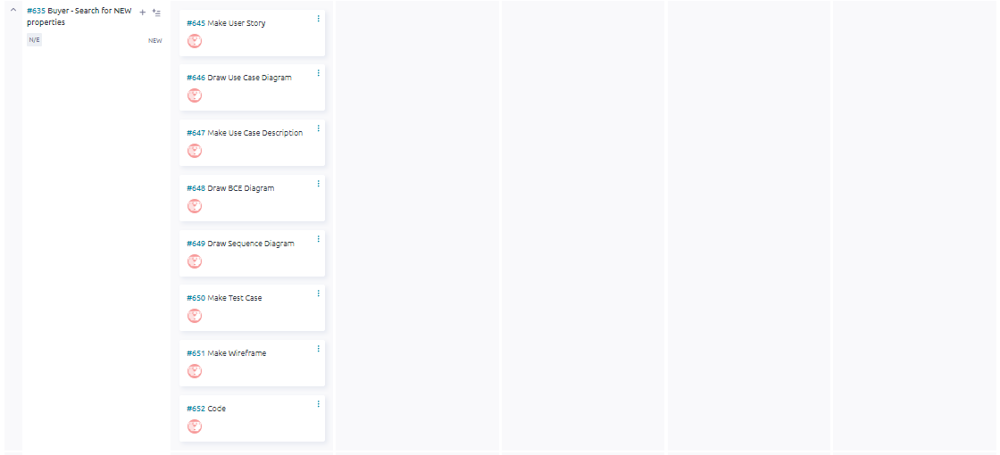 #635 Buyer - Search for NEW
properties
N/E
NEW
#645 Make User Story
#646 Draw Use Case Diagram
#647 Make Use Case Description
#648 Draw BCE Diagram
#649 Draw Sequence Diagram
#650 Make Test Case
#651 Make Wireframe
#652 Code